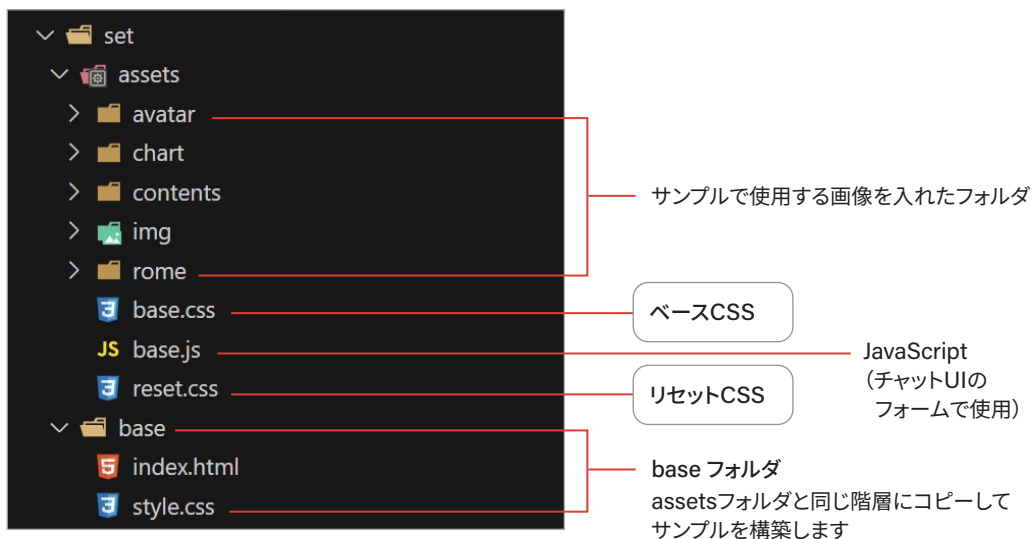 set
assets
avatar
chart
contents
img
rome
base.css
JS base.js
reset.css
base
index.html
style.css
サンプルで使用する画像を入れたフォルダ
ベースCSS
JavaScript
（チャットUIの
フォームで使用）
リセットCSS
base フォルダ
assetsフォルダと同じ階層にコピーして
サンプルを構築します